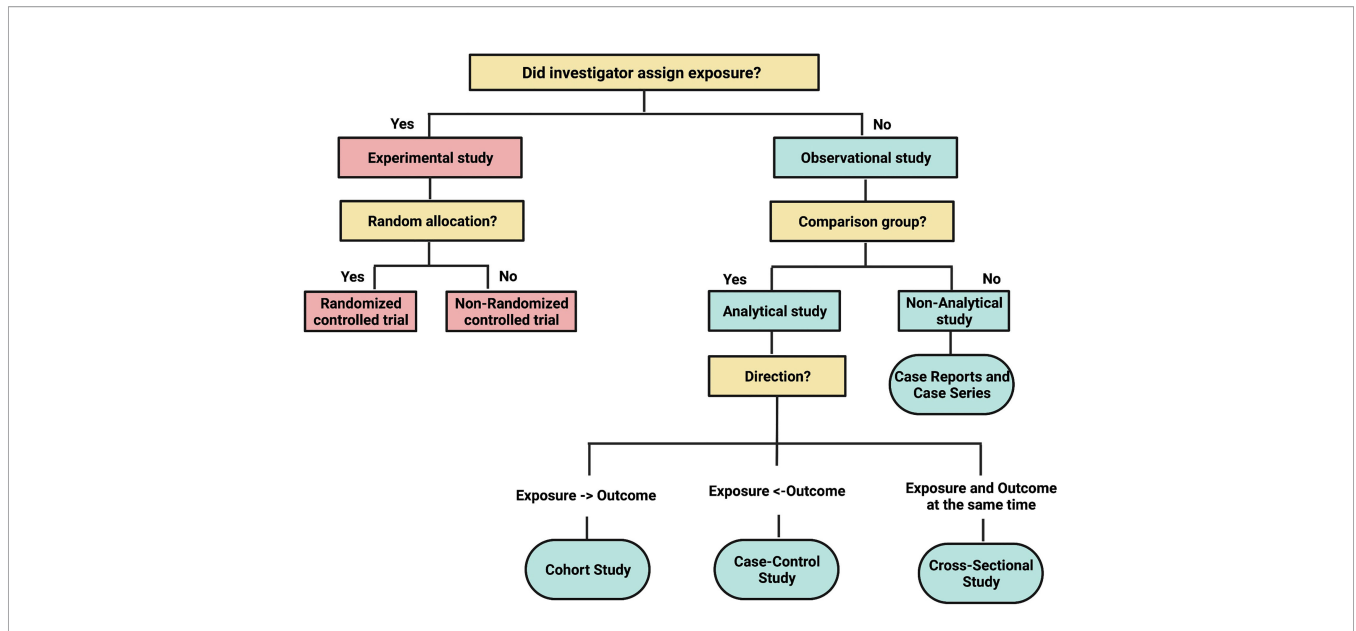 Did investigator assign exposure?
Yes
No
Experimental study
Observational study
Random allocation?
Comparison group?
Yes
No
Yes
No
Randomized
controlled trial
Non-Randomized
controlled trial
Analytical study
Non-Analytical
study
Direction?
Case Reports and
Case Series
Exposure -> Outcome
Exposure <-Outcome
Exposure and Outcome
at the same time
Cohort Study
Case-Control
Study
Cross-Sectional
Study